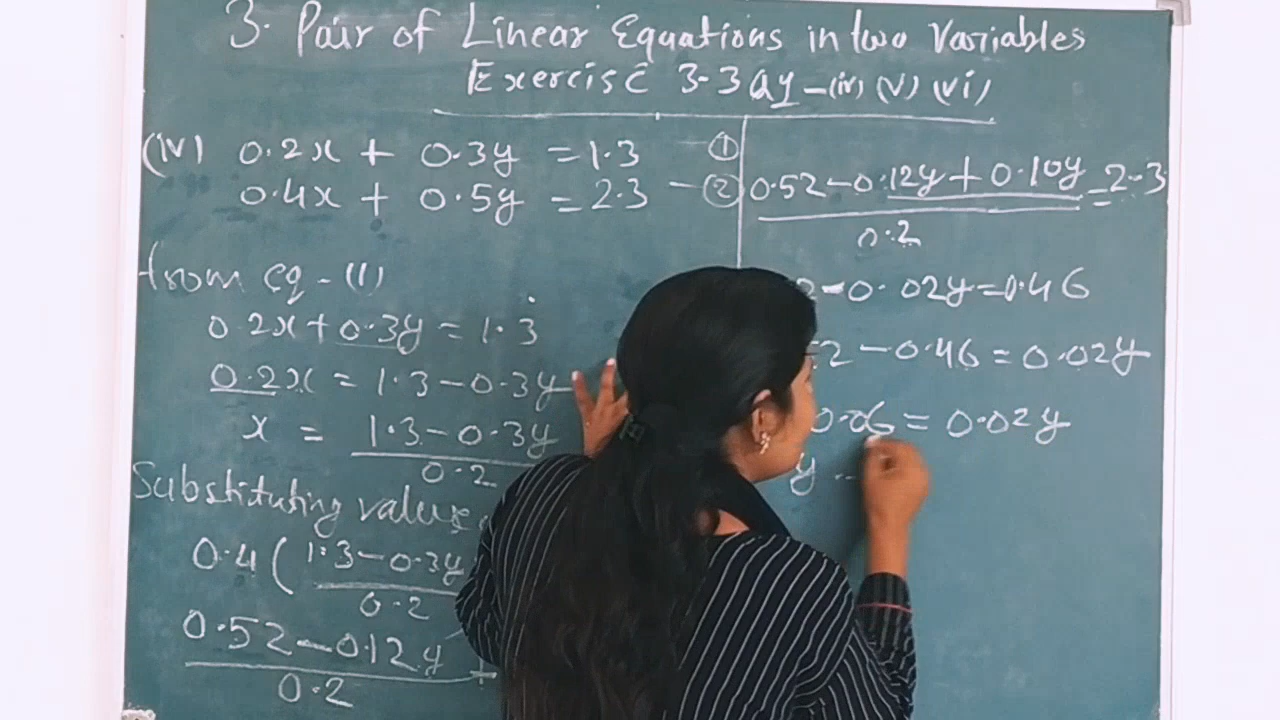 3. Pair of Linear Equations in two Variables
Exercise 3.3 Q1 - (iv) (v) (vi)
(iv) 0.2x + 0.3y = 1.3 ①
0.4x + 0.5y = 2.3 - ②
from eq - (1)
0.2x + 0.3y = 1.3
0.2x = 1.3 - 0.3y
x = 1.3 - 0.3y
0.2
Substituting value
0.4 ( 1.3 - 0.3y
0.2
0.52 - 0.12y +
0.2
0.52 - 0.12y + 0.10y = 2.3
0.2
2 - 0.02y = 0.46
52 - 0.46 = 0.02y
0.06 = 0.02y
y =